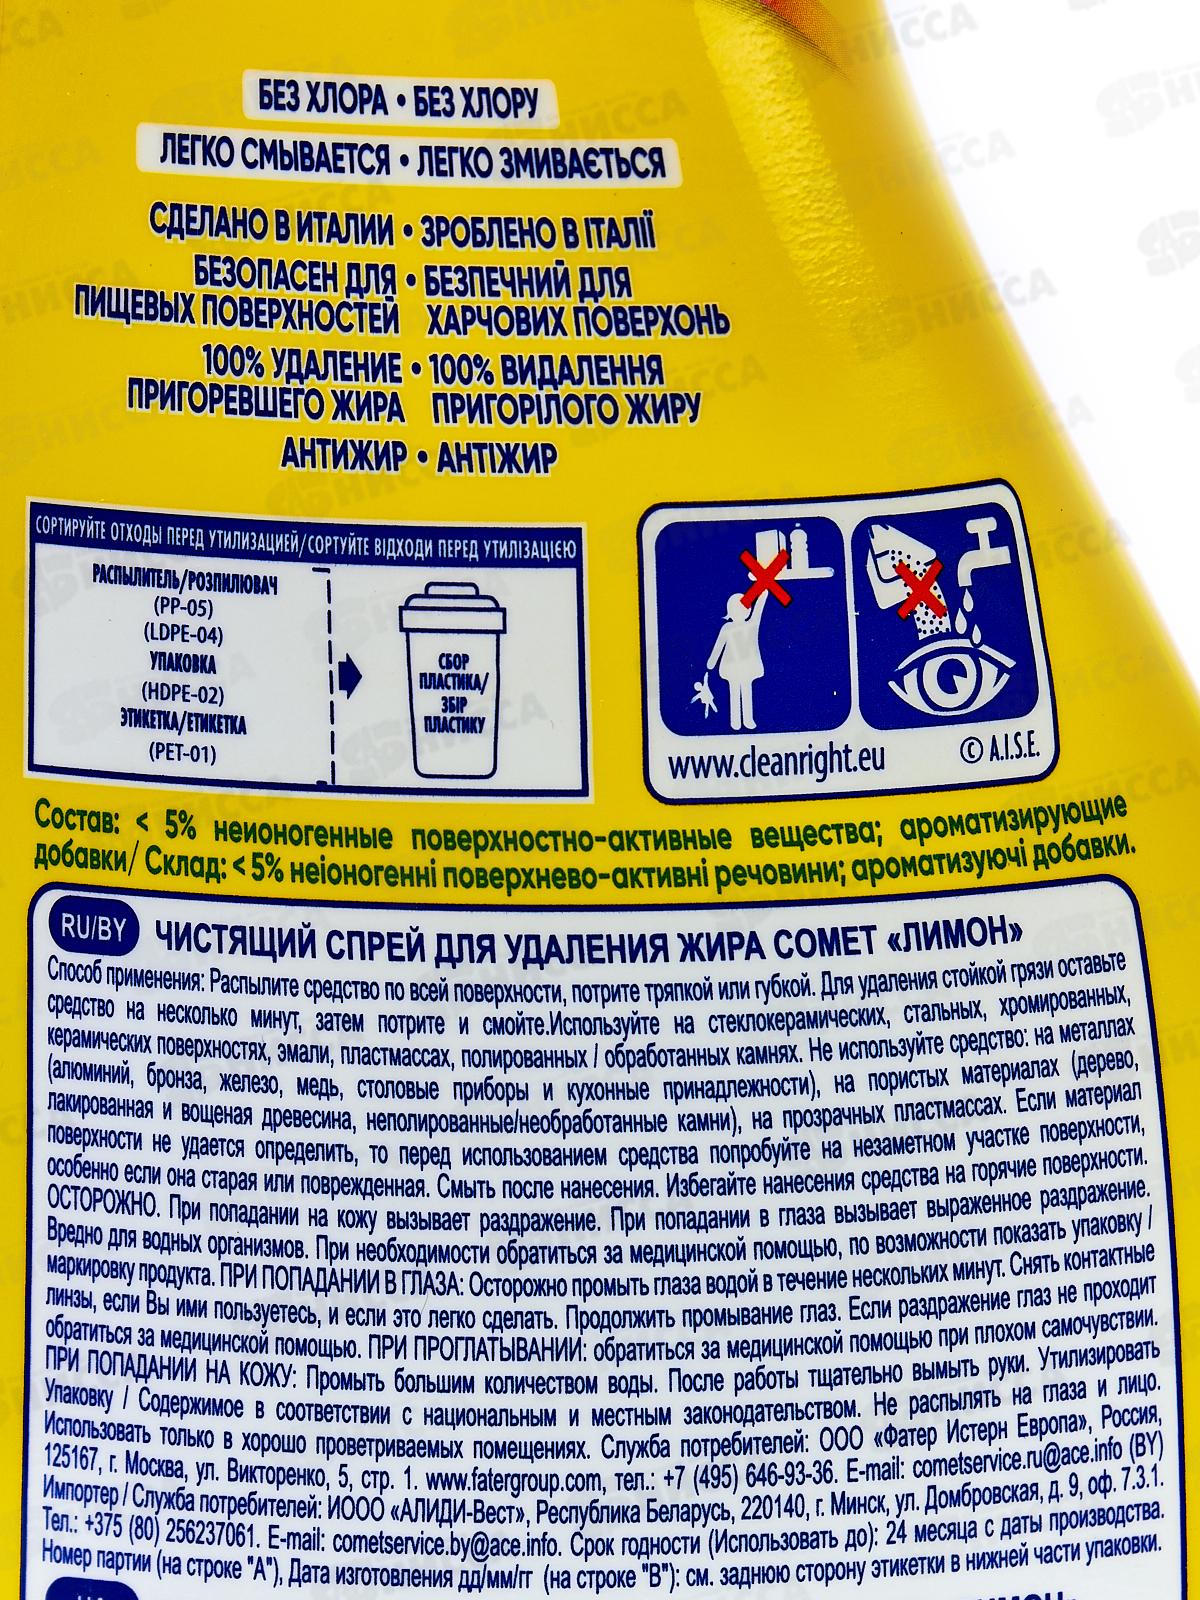 БЕЗ ХЛОРА • БЕЗ ХЛОРУ
ЛЕГКО СМЫВАЕТСЯ • ЛЕГКО ЗМИВАЄТЬСЯ
СДЕЛАНО В ИТАЛИИ • ЗРОБЛЕНО В ІТАЛІЇ
БЕЗОПАСЕН ДЛЯ • БЕЗПЕЧНИЙ ДЛЯ
ПИЩЕВЫХ ПОВЕРХНОСТЕЙ ХАРЧОВИХ ПОВЕРХОНЬ
100% УДАЛЕНИЕ • 100% ВИДАЛЕННЯ
ПРИГОРЕВШЕГО ЖИРА ПРИГОРІЛОГО ЖИРУ
АНТИЖИР • АНТІЖИР
СОРТИРУЙТЕ ОТХОДЫ ПЕРЕД УТИЛИЗАЦИЕЙ/СОРТУЙТЕ ВІДХОДИ ПЕРЕД УТИЛІЗАЦІЄЮ
РАСПЫЛИТЕЛЬ/РОЗПИЛЮВАЧ
(PP-05)
(LDPE-04)
УПАКОВКА
(HDPE-02)
ЭТИКЕТКА/ЕТИКЕТКА
(PET-01)
СБОР
ПЛАСТИКА/
ЗБІР
ПЛАСТИКУ
www.cleanright.eu © A.I.S.E.
Состав: < 5% неионогенные поверхностно-активные вещества; ароматизирующие
добавки/ Склад: < 5% неіоногенні поверхнево-активні речовини; ароматизуючі добавки.
RU/BY ЧИСТЯЩИЙ СПРЕЙ ДЛЯ УДАЛЕНИЯ ЖИРА COMET «ЛИМОН»
Способ применения: Распылите средство по всей поверхности, потрите тряпкой или губкой. Для удаления стойкой грязи оставьте
средство на несколько минут, затем потрите и смойте.Используйте на стеклокерамических, стальных, хромированных,
керамических поверхностях, эмали, пластмассах, полированных / обработанных камнях. Не используйте средство: на металлах
(алюминий, бронза, железо, медь, столовые приборы и кухонные принадлежности), на пористых материалах (дерево,
лакированная и вощеная древесина, неполированные/необработанные камни), на прозрачных пластмассах. Если материал
поверхности не удается определить, то перед использованием средства попробуйте на незаметном участке поверхности,
особенно если она старая или поврежденная. Смыть после нанесения. Избегайте нанесения средства на горячие поверхности.
ОСТОРОЖНО. При попадании на кожу вызывает раздражение. При попадании в глаза вызывает выраженное раздражение.
Вредно для водных организмов. При необходимости обратиться за медицинской помощью, по возможности показать упаковку /
маркировку продукта. ПРИ ПОПАДАНИИ В ГЛАЗА: Осторожно промыть глаза водой в течение нескольких минут. Снять контактные
линзы, если Вы ими пользуетесь, и если это легко сделать. Продолжить промывание глаз. Если раздражение глаз не проходит
обратиться за медицинской помощью. ПРИ ПРОГЛАТЫВАНИИ: обратиться за медицинской помощью при плохом самочувствии.
ПРИ ПОПАДАНИИ НА КОЖУ: Промыть большим количеством воды. После работы тщательно вымыть руки. Утилизировать
Упаковку / Содержимое в соответствии с национальным и местным законодательством. Не распылять на глаза и лицо.
Использовать только в хорошо проветриваемых помещениях. Служба потребителей: ООО «Фатер Истерн Европа», Россия,
125167, г. Москва, ул. Викторенко, 5, стр. 1. www.fatergroup.com, тел.: +7 (495) 646-93-36. E-mail: cometservice.ru@ace.info (BY)
Импортер / Служба потребителей: ИООО «АЛИДИ-Вест», Республика Беларусь, 220140, г. Минск, ул. Домбровская, д. 9, оф. 7.3.1.
Тел.: +375 (80) 256237061. E-mail: cometservice.by@ace.info. Срок годности (Использовать до): 24 месяца с даты производства.
Номер партии (на строке "A"), Дата изготовления дд/мм/гг (на строке "B"): см. заднюю сторону этикетки в нижней части упаковки.